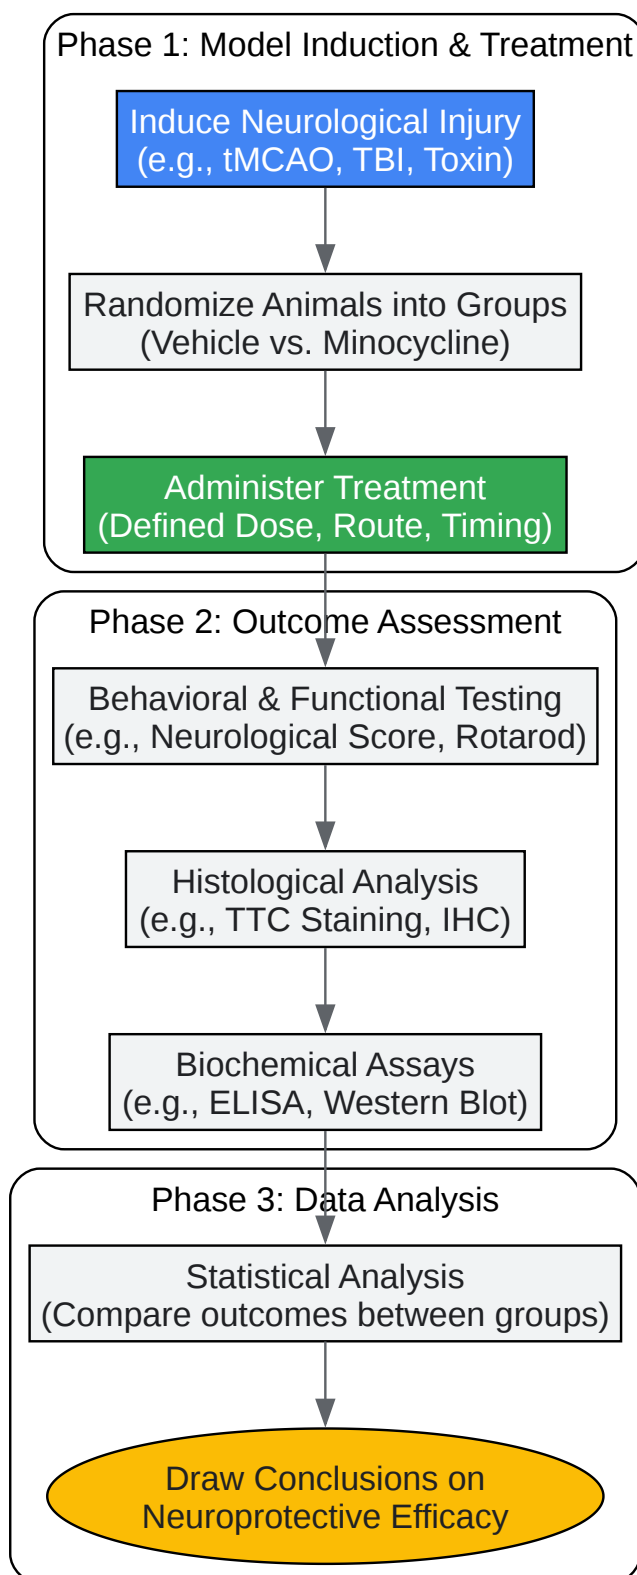 Phase 1: Model Induction & Treatment
Induce Neurological Injury
(e.g., tMCAO, TBI, Toxin)
Randomize Animals into Groups
(Vehicle vs. Minocycline)
Administer Treatment
(Defined Dose, Route, Timing)
Phase 2: Outcome Assessment
Behavioral & Functional Testing
(e.g., Neurological Score, Rotarod)
Histological Analysis
(e.g., TTC Staining, IHC)
Biochemical Assays
(e.g., ELISA, Western Blot)
Phase 3: Data Analysis
Statistical Analysis
(Compare outcomes between groups)
Draw Conclusions on
Neuroprotective Efficacy